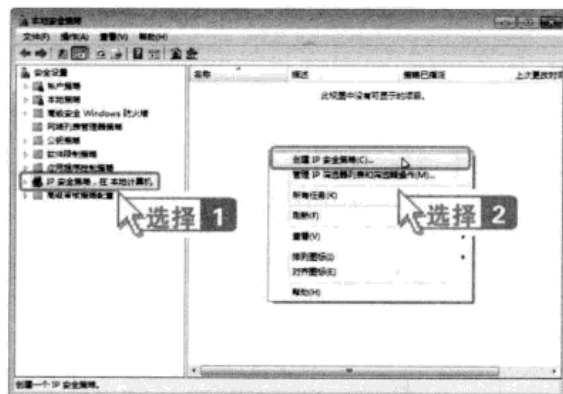 本地安全策略
文件(F) 操作(A) 查看(V) 帮助(H)
安全设置
账户策略
本地策略
高级安全 Windows 防火墙
网络列表管理器策略
公钥策略
软件限制策略
应用程序控制策略
IP 安全策略，在 本地计算机
高级审核策略配置
名称 描述 策略已指派 上次更改时间
此视图中没有可显示的项目。
创建 IP 安全策略(C)...
管理 IP 筛选器列表和筛选器操作(M)...
所有任务(K)
刷新(F)
查看(V)
排列图标(I)
对齐图标(E)
帮助(H)
选择 1
选择 2
创建一个 IP 安全策略。